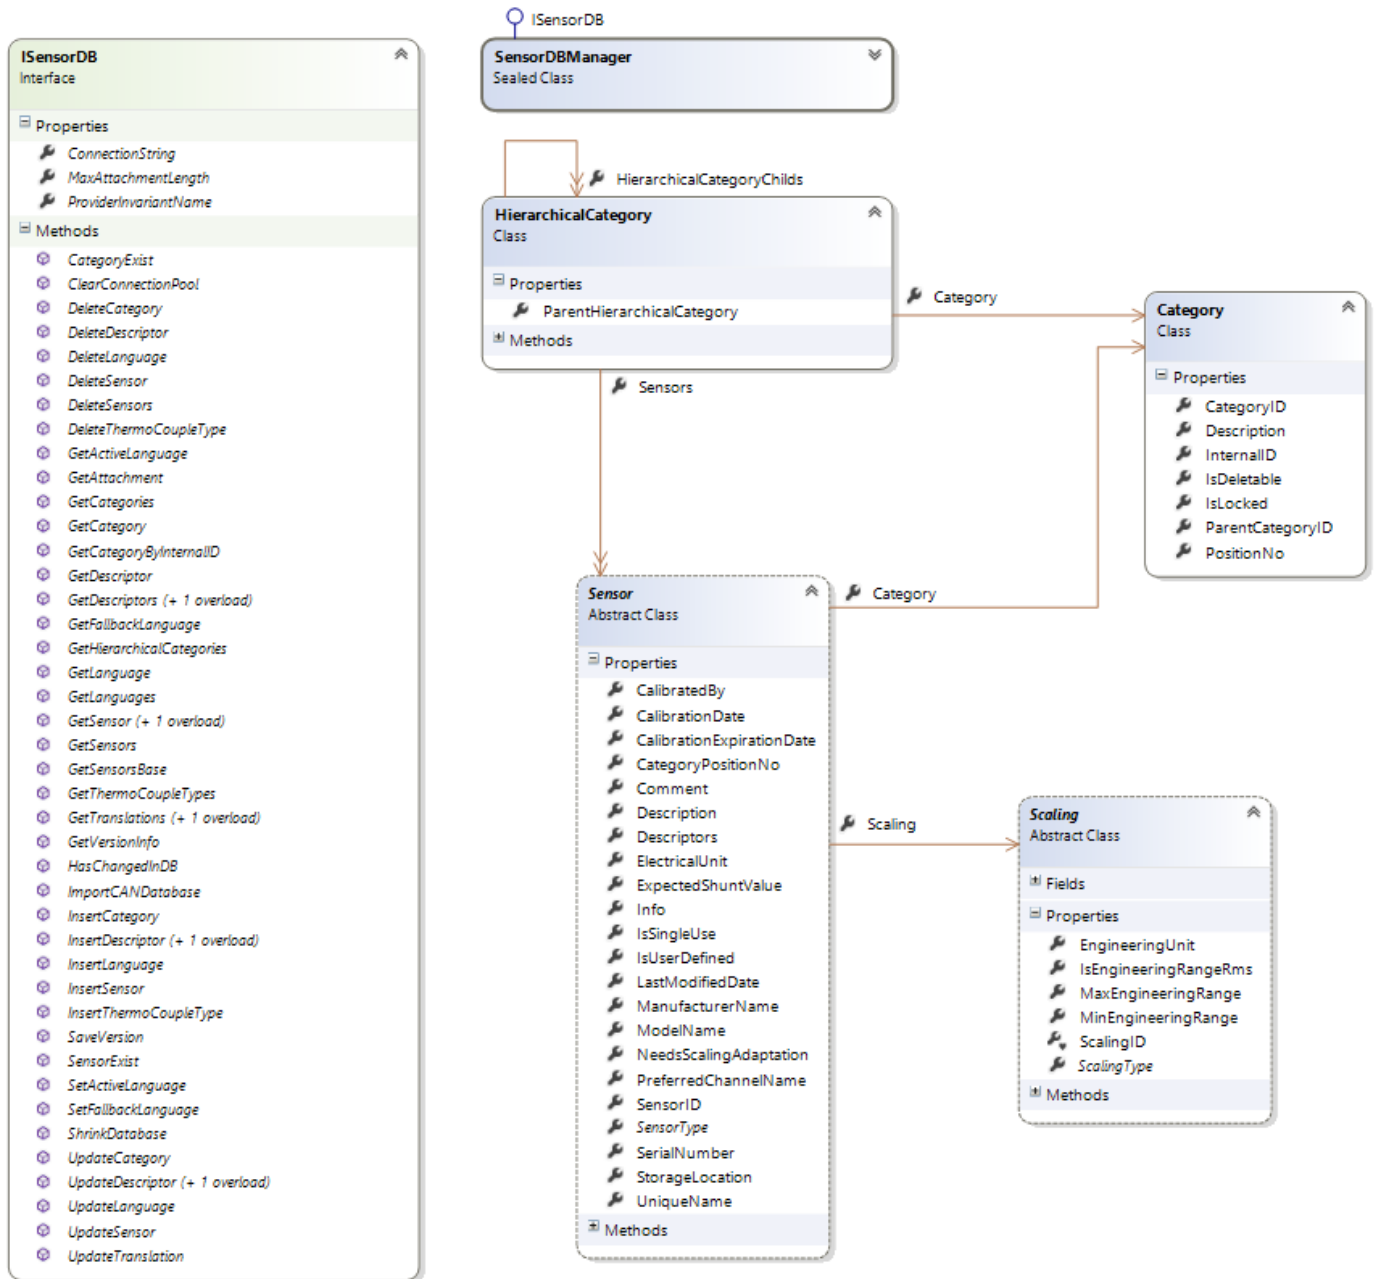 ISensorDB
Interface
Properties
ConnectionString
MaxAttachmentLength
ProviderInvariantName
Methods
CategoryExist
ClearConnectionPool
DeleteCategory
DeleteDescriptor
DeleteLanguage
DeleteSensor
DeleteSensors
DeleteThermoCoupleType
GetActiveLanguage
GetAttachment
GetCategories
GetCategory
GetCategoryByInternalID
GetDescriptor
GetDescriptors (+ 1 overload)
GetFallbackLanguage
GetHierarchicalCategories
GetLanguage
GetLanguages
GetSensor (+ 1 overload)
GetSensors
GetSensorsBase
GetThermoCoupleTypes
GetTranslations (+ 1 overload)
GetVersionInfo
HasChangedInDB
ImportCANDatabase
InsertCategory
InsertDescriptor (+ 1 overload)
InsertLanguage
InsertSensor
InsertThermoCoupleType
SaveVersion
SensorExist
SetActiveLanguage
SetFallbackLanguage
ShrinkDatabase
UpdateCategory
UpdateDescriptor (+ 1 overload)
UpdateLanguage
UpdateSensor
UpdateTranslation
ISensorDB
SensorDBManager
Sealed Class
HierarchicalCategoryChilds
HierarchicalCategory
Class
Properties
ParentHierarchicalCategory
Methods
Category
Sensors
Category
Class
Properties
CategoryID
Description
InternalID
IsDeletable
IsLocked
ParentCategoryID
PositionNo
Sensor
Abstract Class
Properties
CalibratedBy
CalibrationDate
CalibrationExpirationDate
CategoryPositionNo
Comment
Description
Descriptors
ElectricalUnit
ExpectedShuntValue
Info
IsSingleUse
IsUserDefined
LastModifiedDate
ManufacturerName
ModelName
NeedsScalingAdaptation
PreferredChannelName
SensorID
SensorType
SerialNumber
StorageLocation
UniqueName
Methods
Category
Scaling
Scaling
Abstract Class
Fields
Properties
EngineeringUnit
IsEngineeringRangeRms
MaxEngineeringRange
MinEngineeringRange
ScalingID
ScalingType
Methods